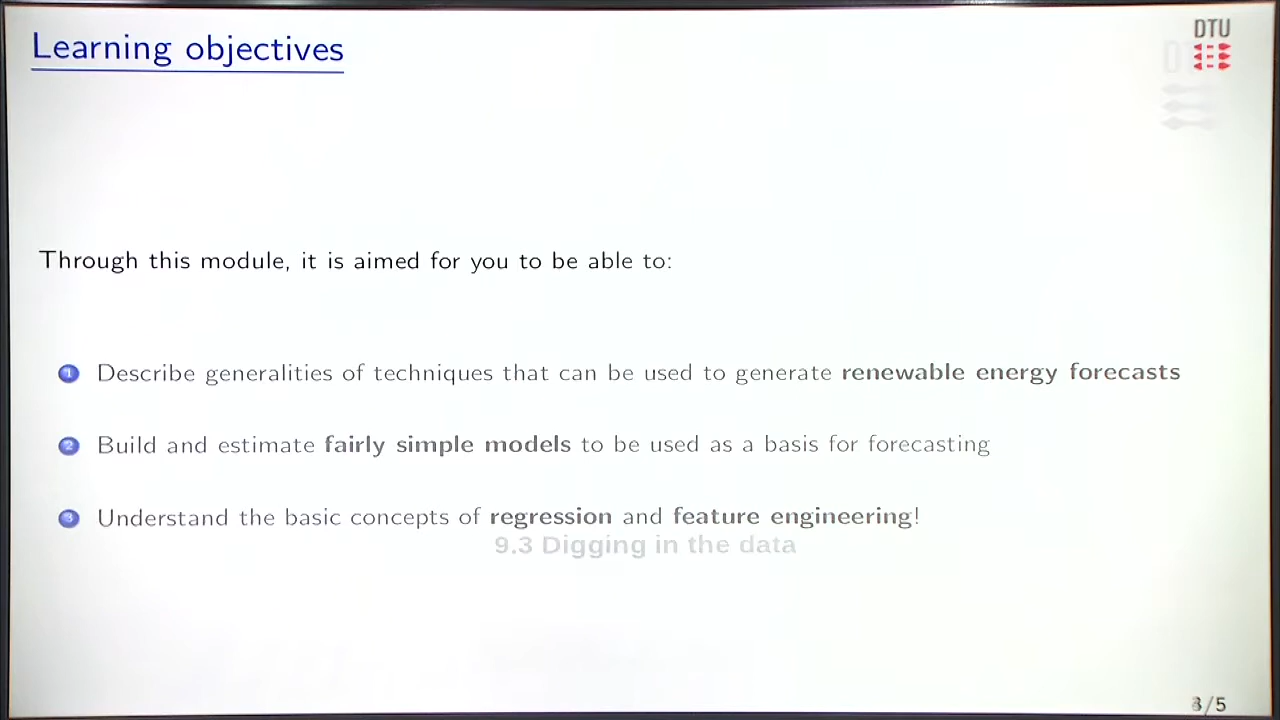 Learning objectives
DTU
Through this module, it is aimed for you to be able to:
1 Describe generalities of techniques that can be used to generate renewable energy forecasts
2 Build and estimate fairly simple models to be used as a basis for forecasting
3 Understand the basic concepts of regression and feature engineering!
9.3 Digging in the data
3/5